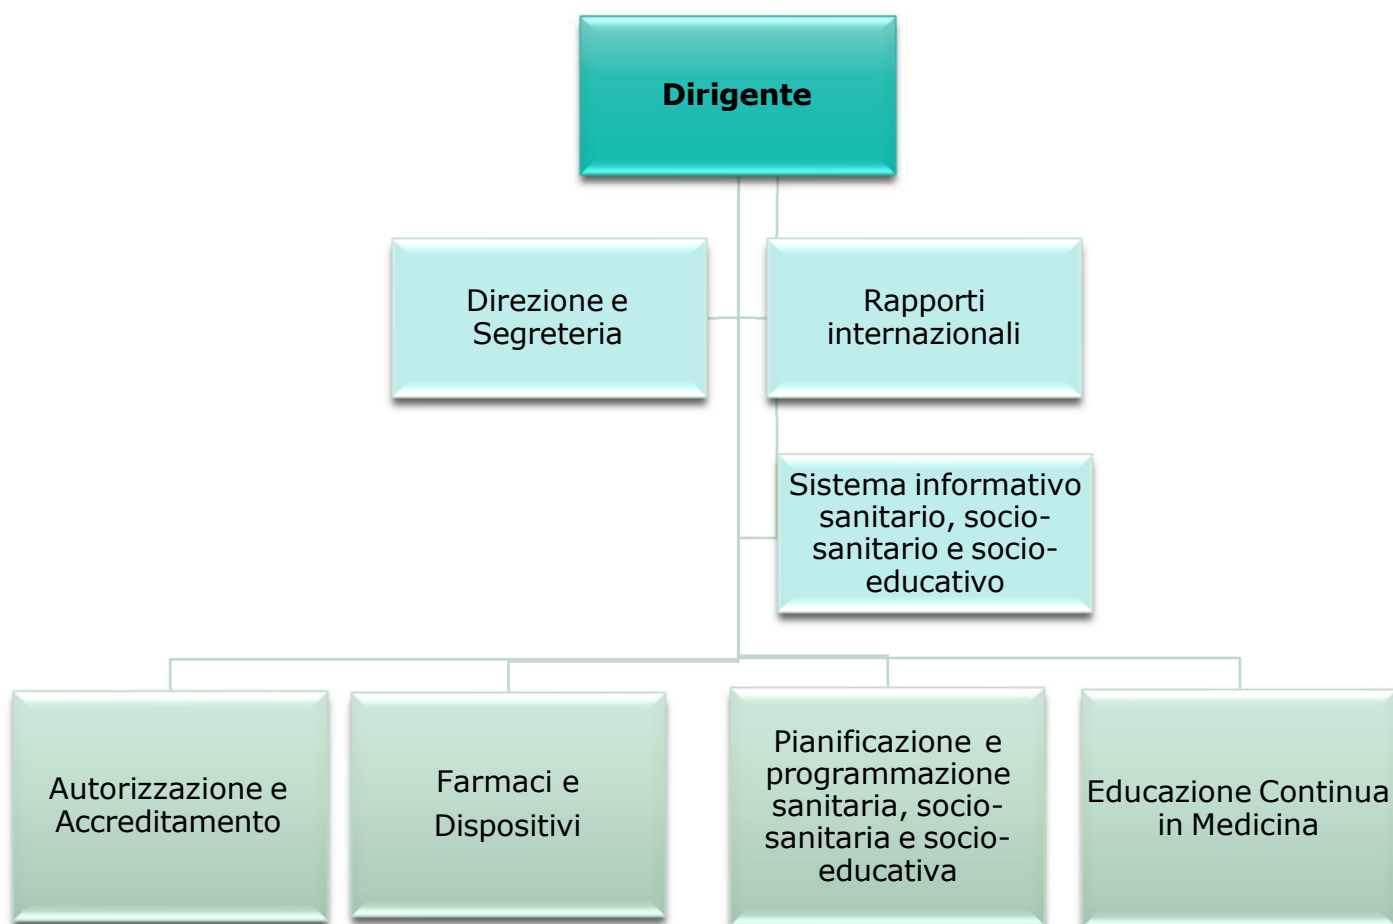 Dirigente
Direzione e
Segreteria
Rapporti
internazionali
Sistema informativo
sanitario, socio-
sanitario e socio-
educativo
Autorizzazione e
Accreditamento
Farmaci e
Dispositivi
Pianificazione e
programmazione
sanitaria, socio-
sanitaria e socio-
educativa
Educazione Continua
in Medicina